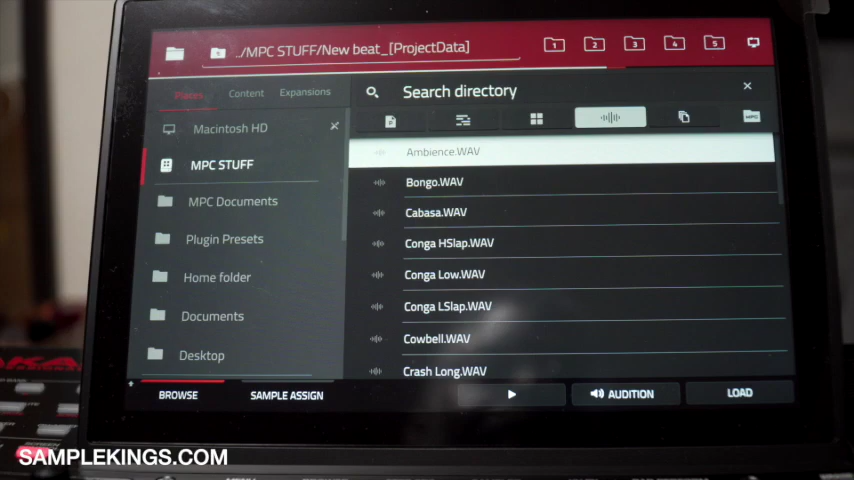 ../MPC STUFF/New beat_[ProjectData]
1 2 3 4 5
Places Content Expansions
Search directory
Macintosh HD
MPC STUFF
MPC Documents
Plugin Presets
Home folder
Documents
Desktop
MPC
Ambience.WAV
Bongo.WAV
Cabasa.WAV
Conga HSlap.WAV
Conga Low.WAV
Conga LSlap.WAV
Cowbell.WAV
Crash Long.WAV
BROWSE SAMPLE ASSIGN AUDITION LOAD
SAMPLEKINGS.COM